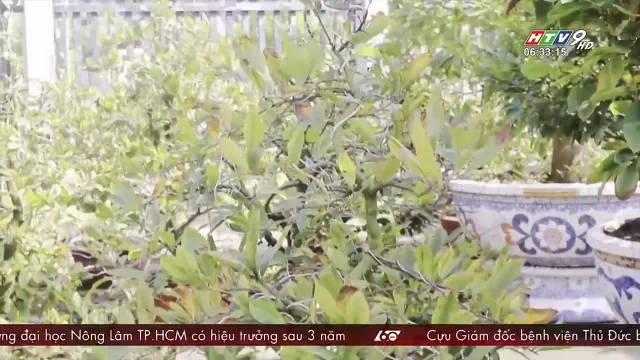 HTV9 HD
06:33:15
ng đại học Nông Lâm TP.HCM có hiệu trưởng sau 3 năm 60 Cựu Giám đốc bệnh viện Thủ Đức b